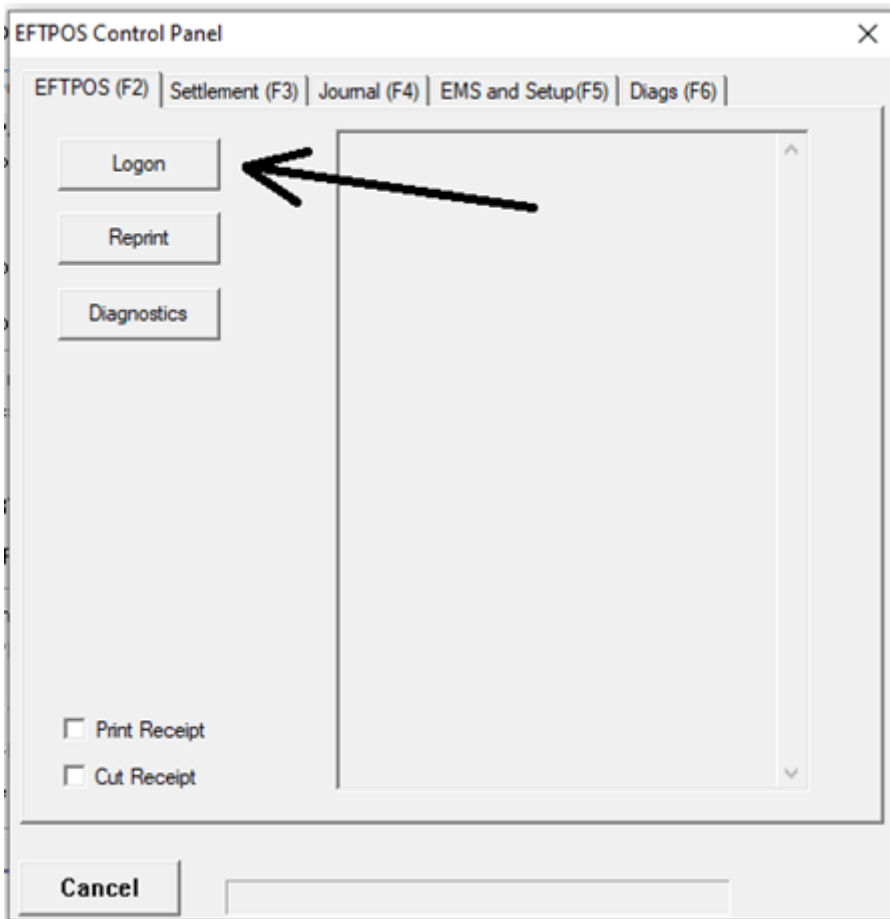 EFTPOS Control Panel
EFTPOS (F2) Settlement (F3) Journal (F4) EMS and Setup(F5) Diags (F6)
Logon
Reprint
Diagnostics
Print Receipt
Cut Receipt
Cancel